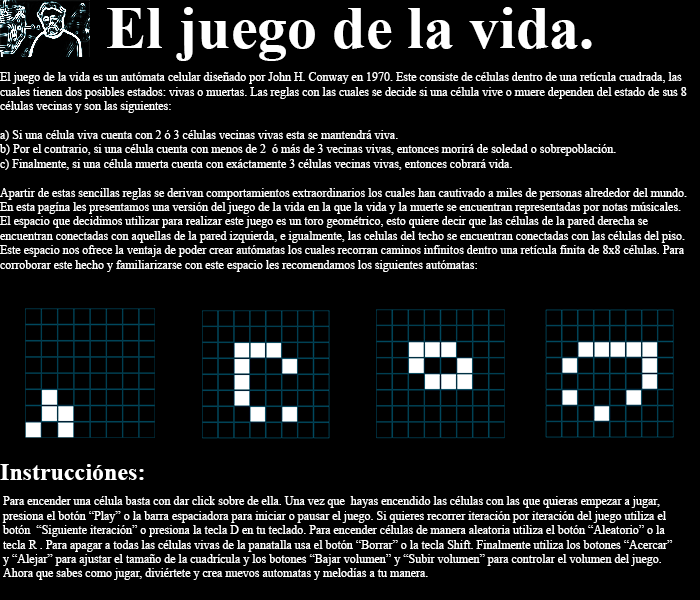 El juego de la vida.
El juego de la vida es un autómata celular diseñado por John H. Conway en 1970. Este consiste de células dentro de una retícula cuadrada, las
cuales tienen dos posibles estados: vivas o muertas. Las reglas con las cuales se decide si una célula vive o muere dependen del estado de sus 8
células vecinas y son las siguientes:
a) Si una célula viva cuenta con 2 ó 3 células vecinas vivas esta se mantendrá viva.
b) Por el contrario, si una célula cuenta con menos de 2 ó más de 3 vecinas vivas, entonces morirá de soledad o sobrepoblación.
c) Finalmente, si una célula muerta cuenta con exáctamente 3 células vecinas vivas, entonces cobrará vida.
Apartir de estas sencillas reglas se derivan comportamientos extraordinarios los cuales han cautivado a miles de personas alrededor del mundo.
En esta pagína les presentamos una versión del juego de la vida en la que la vida y la muerte se encuentran representadas por notas músicales.
El espacio que decidimos utilizar para realizar este juego es un toro geométrico, esto quiere decir que las células de la pared derecha se
encuentran conectadas con aquellas de la pared izquierda, e igualmente, las celulas del techo se encuentran conectadas con las células del piso.
Este espacio nos ofrece la ventaja de poder crear autómatas los cuales recorran caminos infinitos dentro una retícula finita de 8x8 células. Para
corroborar este hecho y familiarizarse con este espacio les recomendamos los siguientes autómatas:
Instrucciónes:
Para encender una célula basta con dar click sobre de ella. Una vez que hayas encendido las células con las que quieras empezar a jugar,
presiona el botón “Play” o la barra espaciadora para iniciar o pausar el juego. Si quieres recorrer iteración por iteración del juego utiliza el
botón “Siguiente iteración” o presiona la tecla D en tu teclado. Para encender células de manera aleatoria utiliza el botón “Aleatorio” o la
tecla R . Para apagar a todas las células vivas de la panatalla usa el botón “Borrar” o la tecla Shift. Finalmente utiliza los botones “Acercar”
y “Alejar” para ajustar el tamaño de la cuadrícula y los botones “Bajar volumen” y “Subir volumen” para controlar el volumen del juego.
Ahora que sabes como jugar, diviértete y crea nuevos automatas y melodías a tu manera.